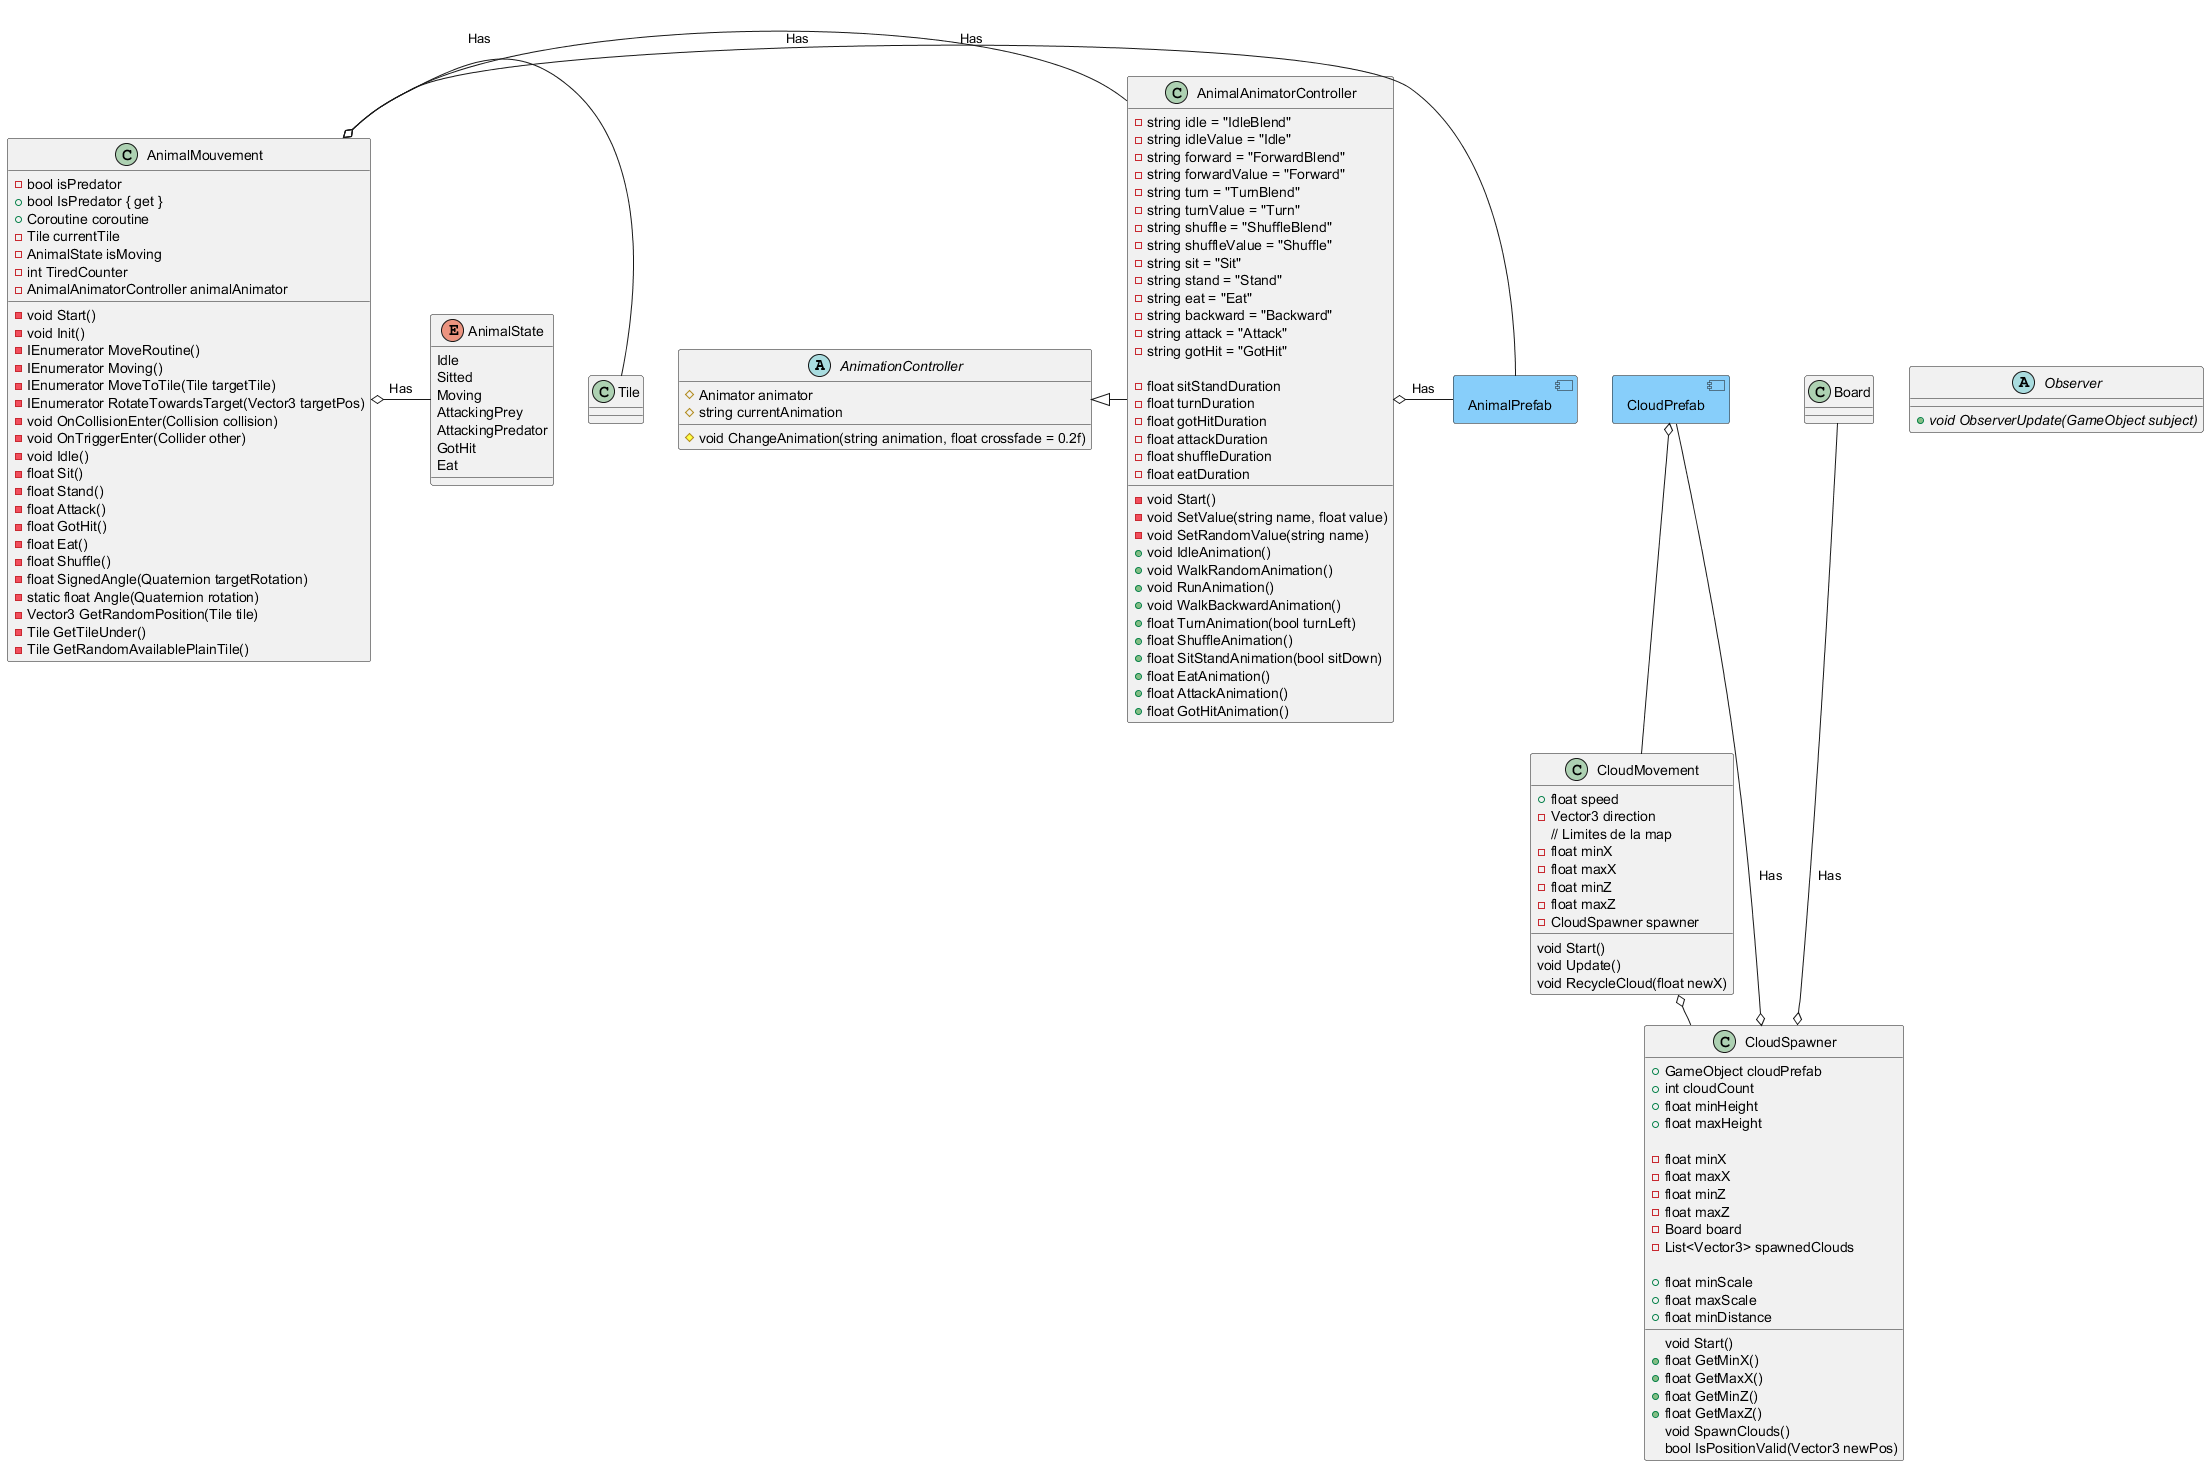 Has
Has
Has
C AnimalMouvement
bool isPredator
bool IsPredator { get }
Coroutine coroutine
Tile currentTile
AnimalState isMoving
int TiredCounter
AnimalAnimatorController animalAnimator
void Start()
void Init()
IEnumerator MoveRoutine()
IEnumerator Moving()
IEnumerator MoveToTile(Tile targetTile)
IEnumerator RotateTowardsTarget(Vector3 targetPos)
void OnCollisionEnter(Collision collision)
void OnTriggerEnter(Collider other)
void Idle()
float Sit()
float Stand()
float Attack()
float GotHit()
float Eat()
float Shuffle()
float SignedAngle(Quaternion targetRotation)
static float Angle(Quaternion rotation)
Vector3 GetRandomPosition(Tile tile)
Tile GetTileUnder()
Tile GetRandomAvailablePlainTile()
Has
E AnimalState
Idle
Sitted
Moving
AttackingPrey
AttackingPredator
GotHit
Eat
C Tile
A AnimationController
Animator animator
string currentAnimation
void ChangeAnimation(string animation, float crossfade = 0.2f)
C AnimalAnimatorController
string idle = "IdleBlend"
string idleValue = "Idle"
string forward = "ForwardBlend"
string forwardValue = "Forward"
string turn = "TurnBlend"
string turnValue = "Turn"
string shuffle = "ShuffleBlend"
string shuffleValue = "Shuffle"
string sit = "Sit"
string stand = "Stand"
string eat = "Eat"
string backward = "Backward"
string attack = "Attack"
string gotHit = "GotHit"
float sitStandDuration
float turnDuration
float gotHitDuration
float attackDuration
float shuffleDuration
float eatDuration
void Start()
void SetValue(string name, float value)
void SetRandomValue(string name)
void IdleAnimation()
void WalkRandomAnimation()
void RunAnimation()
void WalkBackwardAnimation()
float TurnAnimation(bool turnLeft)
float ShuffleAnimation()
float SitStandAnimation(bool sitDown)
float EatAnimation()
float AttackAnimation()
float GotHitAnimation()
Has
AnimalPrefab
CloudPrefab
C Board
A Observer
void ObserverUpdate(GameObject subject)
C CloudMovement
float speed
Vector3 direction
// Limites de la map
float minX
float maxX
float minZ
float maxZ
CloudSpawner spawner
void Start()
void Update()
void RecycleCloud(float newX)
Has
Has
C CloudSpawner
GameObject cloudPrefab
int cloudCount
float minHeight
float maxHeight
float minX
float maxX
float minZ
float maxZ
Board board
List<Vector3> spawnedClouds
float minScale
float maxScale
float minDistance
void Start()
float GetMinX()
float GetMaxX()
float GetMinZ()
float GetMaxZ()
void SpawnClouds()
bool IsPositionValid(Vector3 newPos)